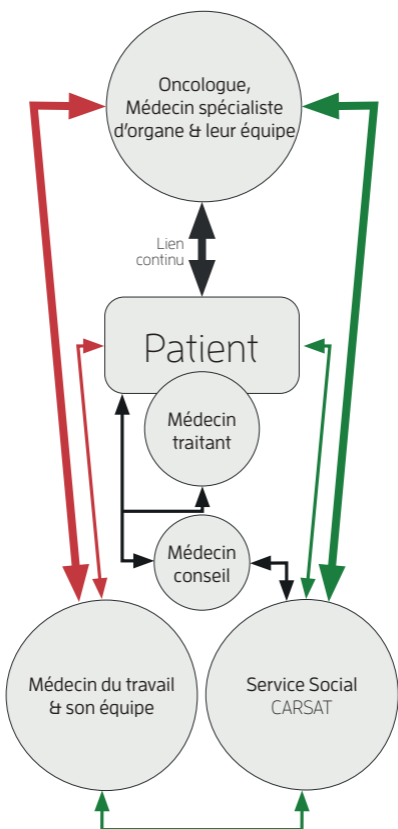 Oncologue,
Médecin spécialiste
d'organe & leur équipe
Lien
continu
Patient
Médecin
traitant
Médecin
conseil
Médecin du travail
& son équipe
Service Social
CARSAT